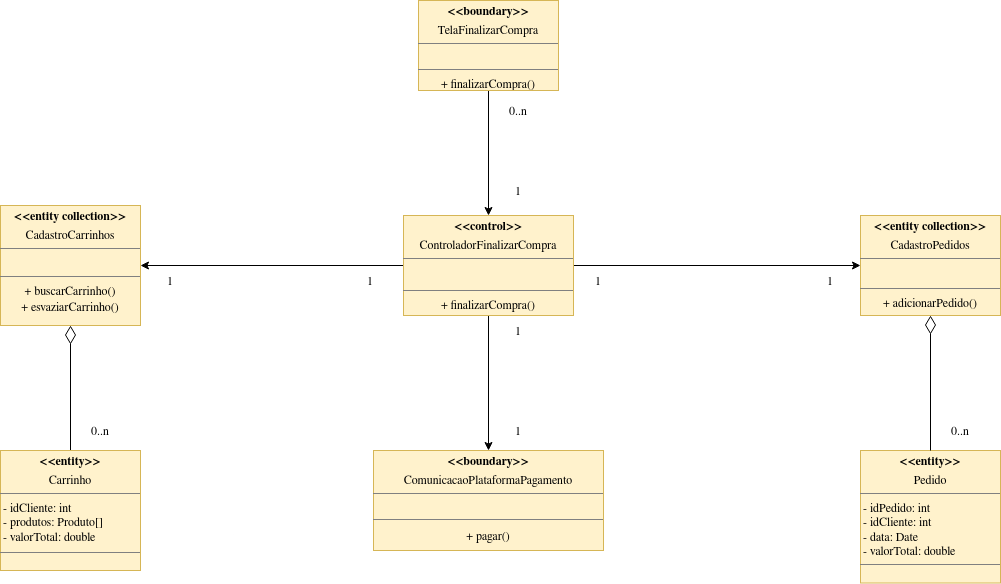 <<boundary>>
TelaFinalizarCompra
+ finalizarCompra()
0..n
1
<<entity collection>>
CadastroCarrinhos
+ buscarCarrinho()
+ esvaziarCarrinho()
<<control>>
ControladorFinalizarCompra
+ finalizarCompra()
<<entity collection>>
CadastroPedidos
+ adicionarPedido()
1
1
1
1
1
0..n
1
0..n
<<entity>>
Carrinho
- idCliente: int
- produtos: Produto[]
- valorTotal: double
<<boundary>>
ComunicacaoPlataformaPagamento
+ pagar()
<<entity>>
Pedido
- idPedido: int
- idCliente: int
- data: Date
- valorTotal: double